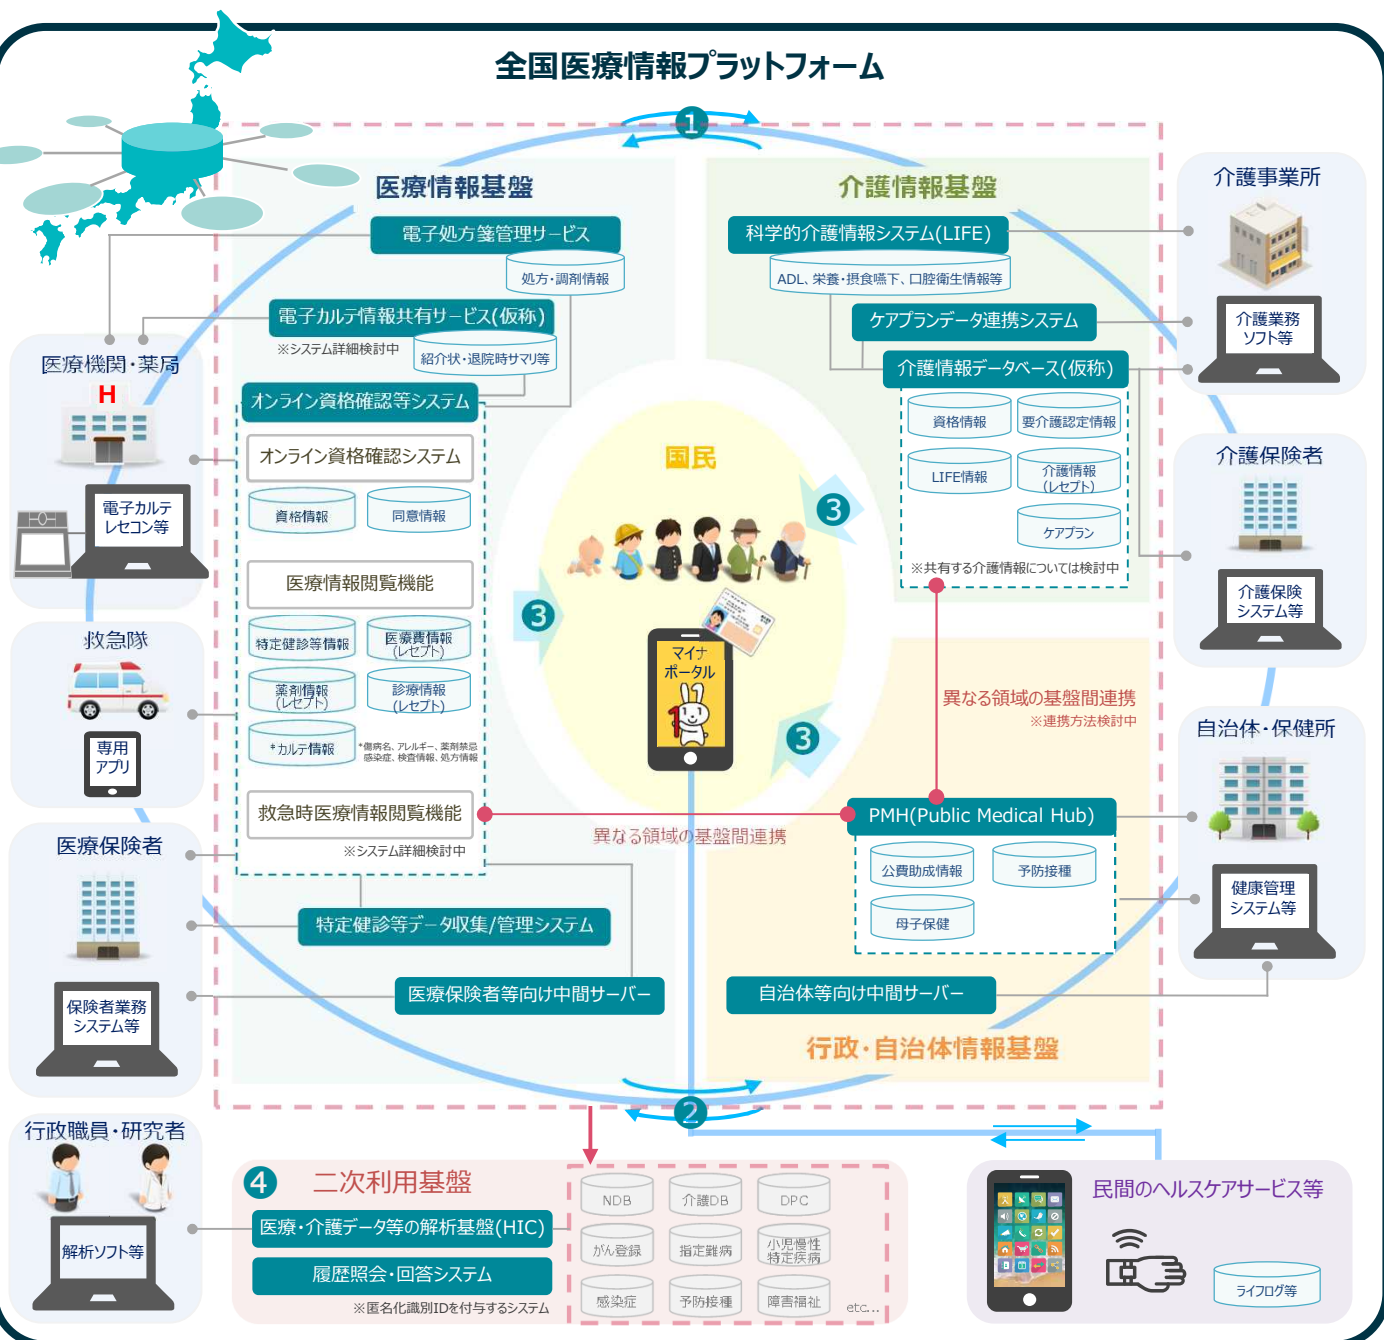 全国医療情報プラットフォーム
1
医療情報基盤
電子処方箋管理サービス
処方・調剤情報
電子カルテ情報共有サービス(仮称)
※システム詳細検討中
紹介状・退院時サマリ等
オンライン資格確認等システム
オンライン資格確認システム
資格情報
同意情報
医療情報閲覧機能
特定健診等情報
医療費情報
(レセプト)
薬剤情報
(レセプト)
診療情報
(レセプト)
*カルテ情報
*傷病名、アレルギー、薬剤禁忌
感染症、検査情報、処方情報
救急時医療情報閲覧機能
※システム詳細検討中
特定健診等データ収集/管理システム
医療保険者等向け中間サーバー
介護情報基盤
科学的介護情報システム(LIFE)
ADL、栄養・摂食嚥下、口腔衛生情報等
ケアプランデータ連携システム
介護情報データベース(仮称)
資格情報
要介護認定情報
LIFE情報
介護情報
(レセプト)
ケアプラン
※共有する介護情報については検討中
異なる領域の基盤間連携
※連携方法検討中
PMH(Public Medical Hub)
公費助成情報
予防接種
母子保健
自治体等向け中間サーバー
行政・自治体情報基盤
国民
3
3
3
マイナ
ポータル
1
異なる領域の基盤間連携
2
医療機関・薬局
H
電子カルテ
レセコン等
救急隊
専用
アプリ
医療保険者
保険者業務
システム等
行政職員・研究者
解析ソフト等
介護事業所
介護業務
ソフト等
介護保険者
介護保険
システム等
自治体・保健所
健康管理
システム等
4
二次利用基盤
医療・介護データ等の解析基盤(HIC)
履歴照会・回答システム
※匿名化識別IDを付与するシステム
NDB
介護DB
DPC
がん登録
指定難病
小児慢性
特定疾病
感染症
予防接種
障害福祉
etc...
民間のヘルスケアサービス等
ライフログ等